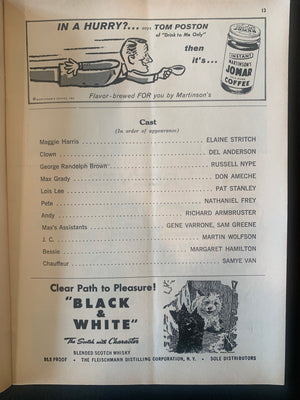 13
IN A HURRY?... says TOM POSTON
of "Drink to Me Only"
then
it's...
INSTANT
MARTINSON'S
JOMAR
COFFEE
Flavor-brewed FOR you by Martinson's
Cast
(In order of appearance)
Maggie Harris ELAINE STRITCH
Clown DEL ANDERSON
George Randolph Brown RUSSELL NYPE
Max Grady DON AMECHE
Lois Lee PAT STANLEY
Pete NATHANIEL FREY
Andy RICHARD ARMBRUSTER
Max's Assistants GENE VARRONE, SAM GREENE
J. C. MARTIN WOLFSON
Bessie MARGARET HAMILTON
Chauffeur SAMYE VAN
Clear Path to Pleasure!
"BLACK
&
WHITE"
"The Scotch with Character"
BLENDED SCOTCH WHISKY
86.8 PROOF • THE FLEISCHMANN DISTILLING CORPORATION, N. Y. • SOLE DISTRIBUTORS